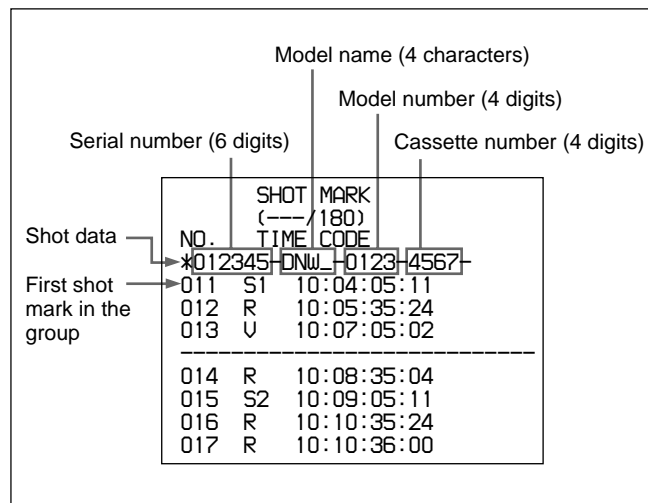 Model name (4 characters)
Model number (4 digits)
Serial number (6 digits)
Cassette number (4 digits)
SHOT MARK
(---/180)
NO. TIME CODE
Shot data
*012345-DNW_-0123-4567-
First shot
mark in the
group
011 S1 10:04:05:11
012 R 10:05:35:24
013 V 10:07:05:02
------------------------------
014 R 10:08:35:04
015 S2 10:09:05:11
016 R 10:10:35:24
017 R 10:10:36:00